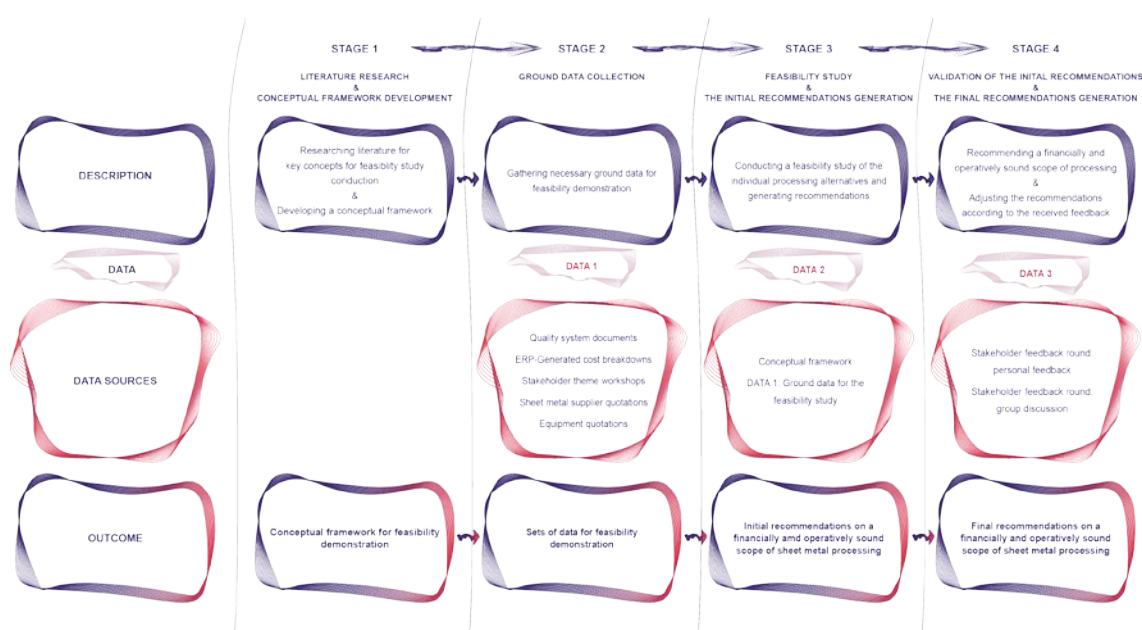 STAGE 1
STAGE 2
STAGE 3
STAGE 4
LITERATURE RESEARCH
&
CONCEPTUAL FRAMEWORK DEVELOPMENT
GROUND DATA COLLECTION
FEASIBILITY STUDY
&
THE INITIAL RECOMMENDATIONS GENERATION
VALIDATION OF THE INITAL RECOMMENDATIONS
&
THE FINAL RECOMMENDATIONS GENERATION
DESCRIPTION
Researching literature for
key concepts for feasibility study
conduction
&
Developing a conceptual framework
Gathering necessary ground data for
feasibility demonstration
Conducting a feasibility study of the
individual processing alternatives and
generating recommendations
Recommending a financially and
operatively sound scope of processing
&
Adjusting the recommendations
according to the received feedback
DATA
DATA 1
DATA 2
DATA 3
DATA SOURCES
Quality system documents
ERP-Generated cost breakdowns
Stakeholder theme workshops
Sheet metal supplier quotations
Equipment quotations
Conceptual framework
DATA 1: Ground data for the
feasibility study
Stakeholder feedback round:
personal feedback
Stakeholder feedback round:
group discussion
OUTCOME
Conceptual framework for feasibility
demonstration
Sets of data for feasibility
demonstration
Initial recommendations on a
financially and operatively sound
scope of sheet metal processing
Final recommendations on a
financially and operatively sound
scope of sheet metal processing